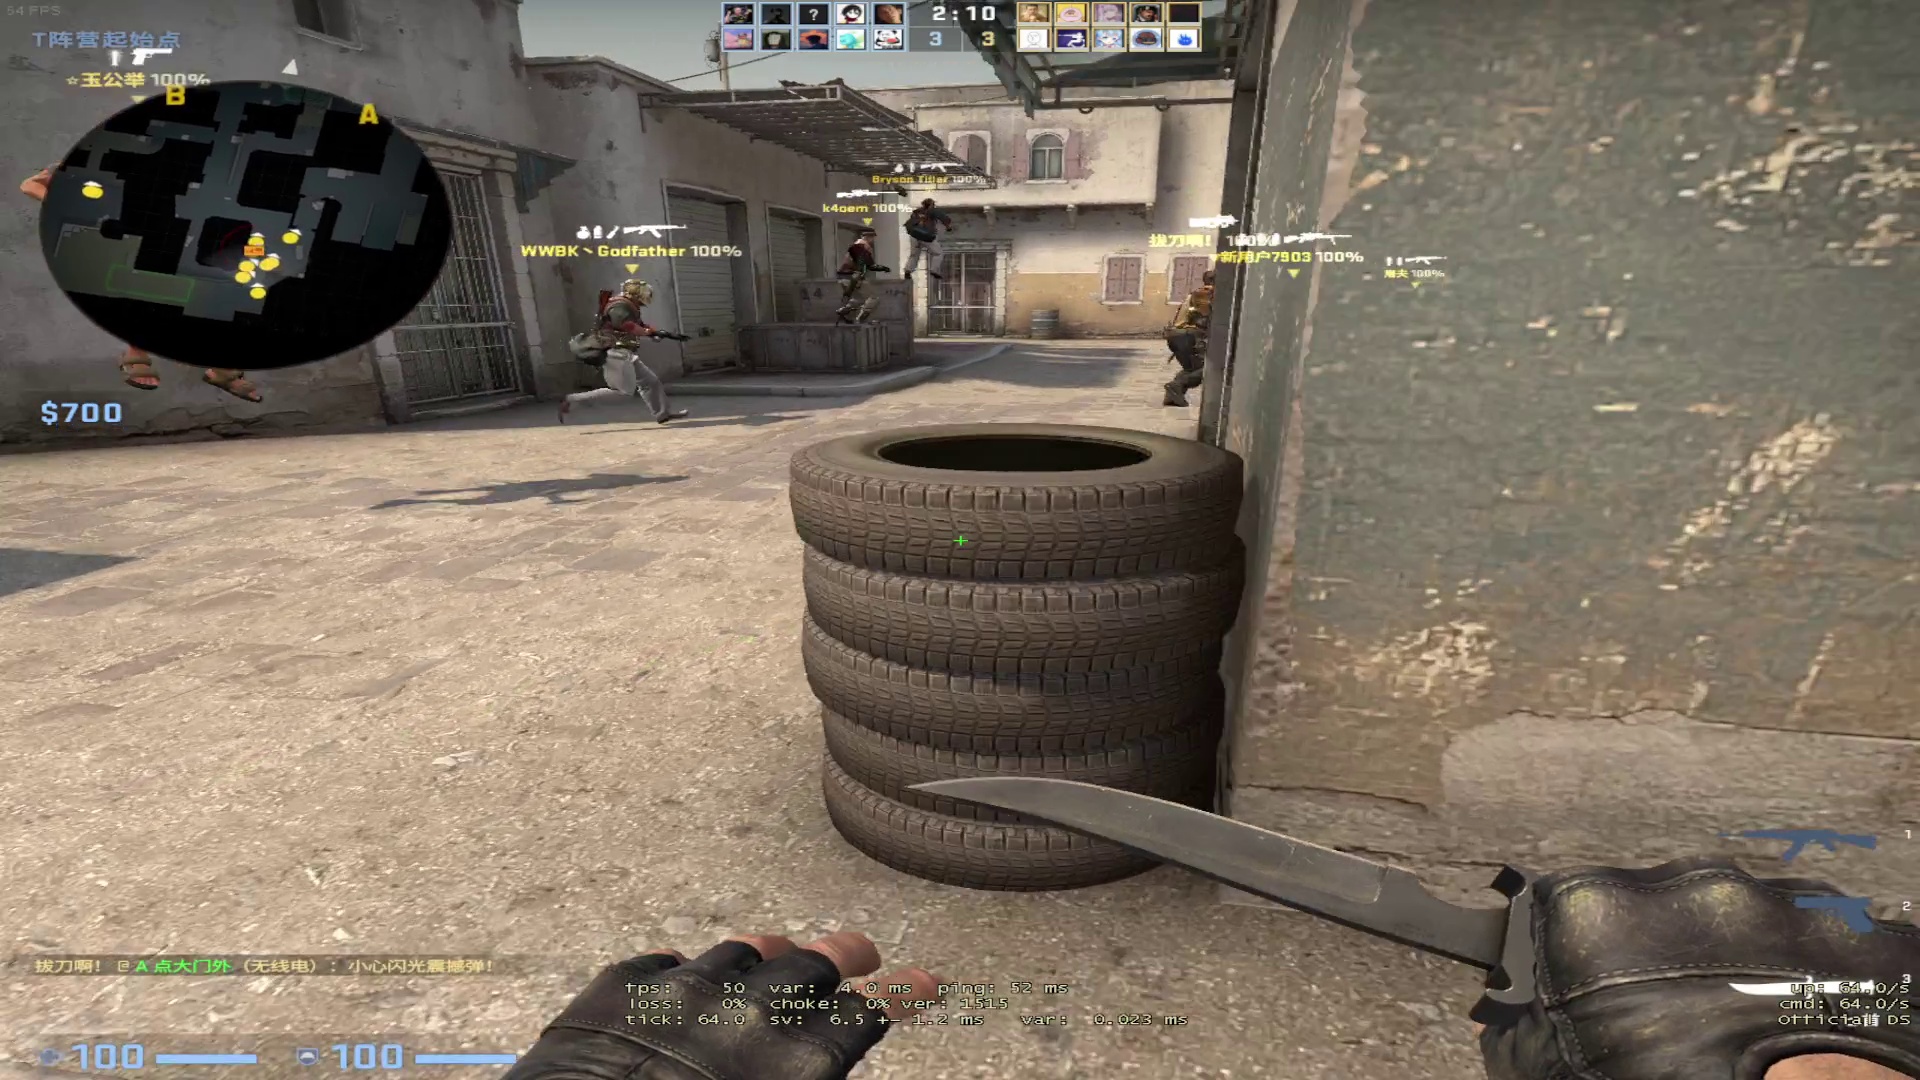 54 FPS
T阵营起始点
☆玉公举 100%
B
A
$700
2:10
3
3
?
Bryson Tiller 100%
k4oem 100%
WWBK丶Godfather 100%
拔刀啊! 100%
新用户7903 100%
100%
14
1
2
3
拔刀啊! @ A 点大门外 (无线电): 小心闪光震撼弹!
tps: 50 var: 4.0 ms ping: 52 ms
loss: 0% choke: 0% ver: 1515
tick: 64.0 sv: 6.5 +- 1.2 ms var: 0.023 ms
up: 64.0/s
cmd: 64.0/s
Official DS
100
100